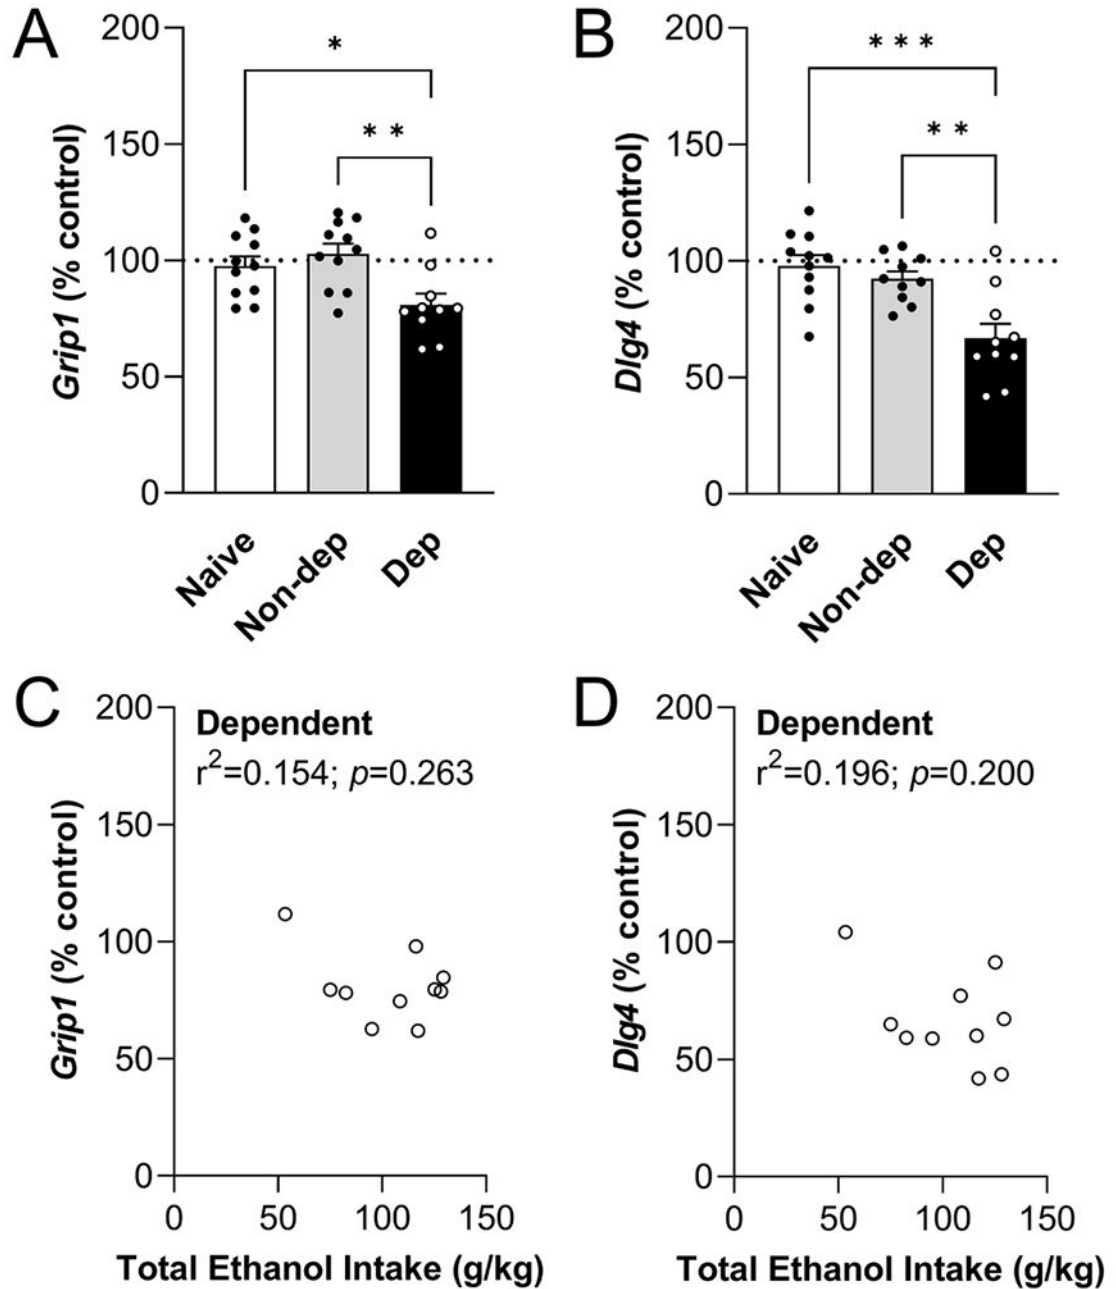 A
200
150
100
50
0
Grip1 (% control)
*
* *
Naive
Non-dep
Dep
B
200
150
100
50
0
Dlg4 (% control)
* * *
* *
Naive
Non-dep
Dep
C
200
150
100
50
0
Grip1 (% control)
Dependent
r²=0.154; p=0.263
0 50 100 150
Total Ethanol Intake (g/kg)
D
200
150
100
50
0
Dlg4 (% control)
Dependent
r²=0.196; p=0.200
0 50 100 150
Total Ethanol Intake (g/kg)